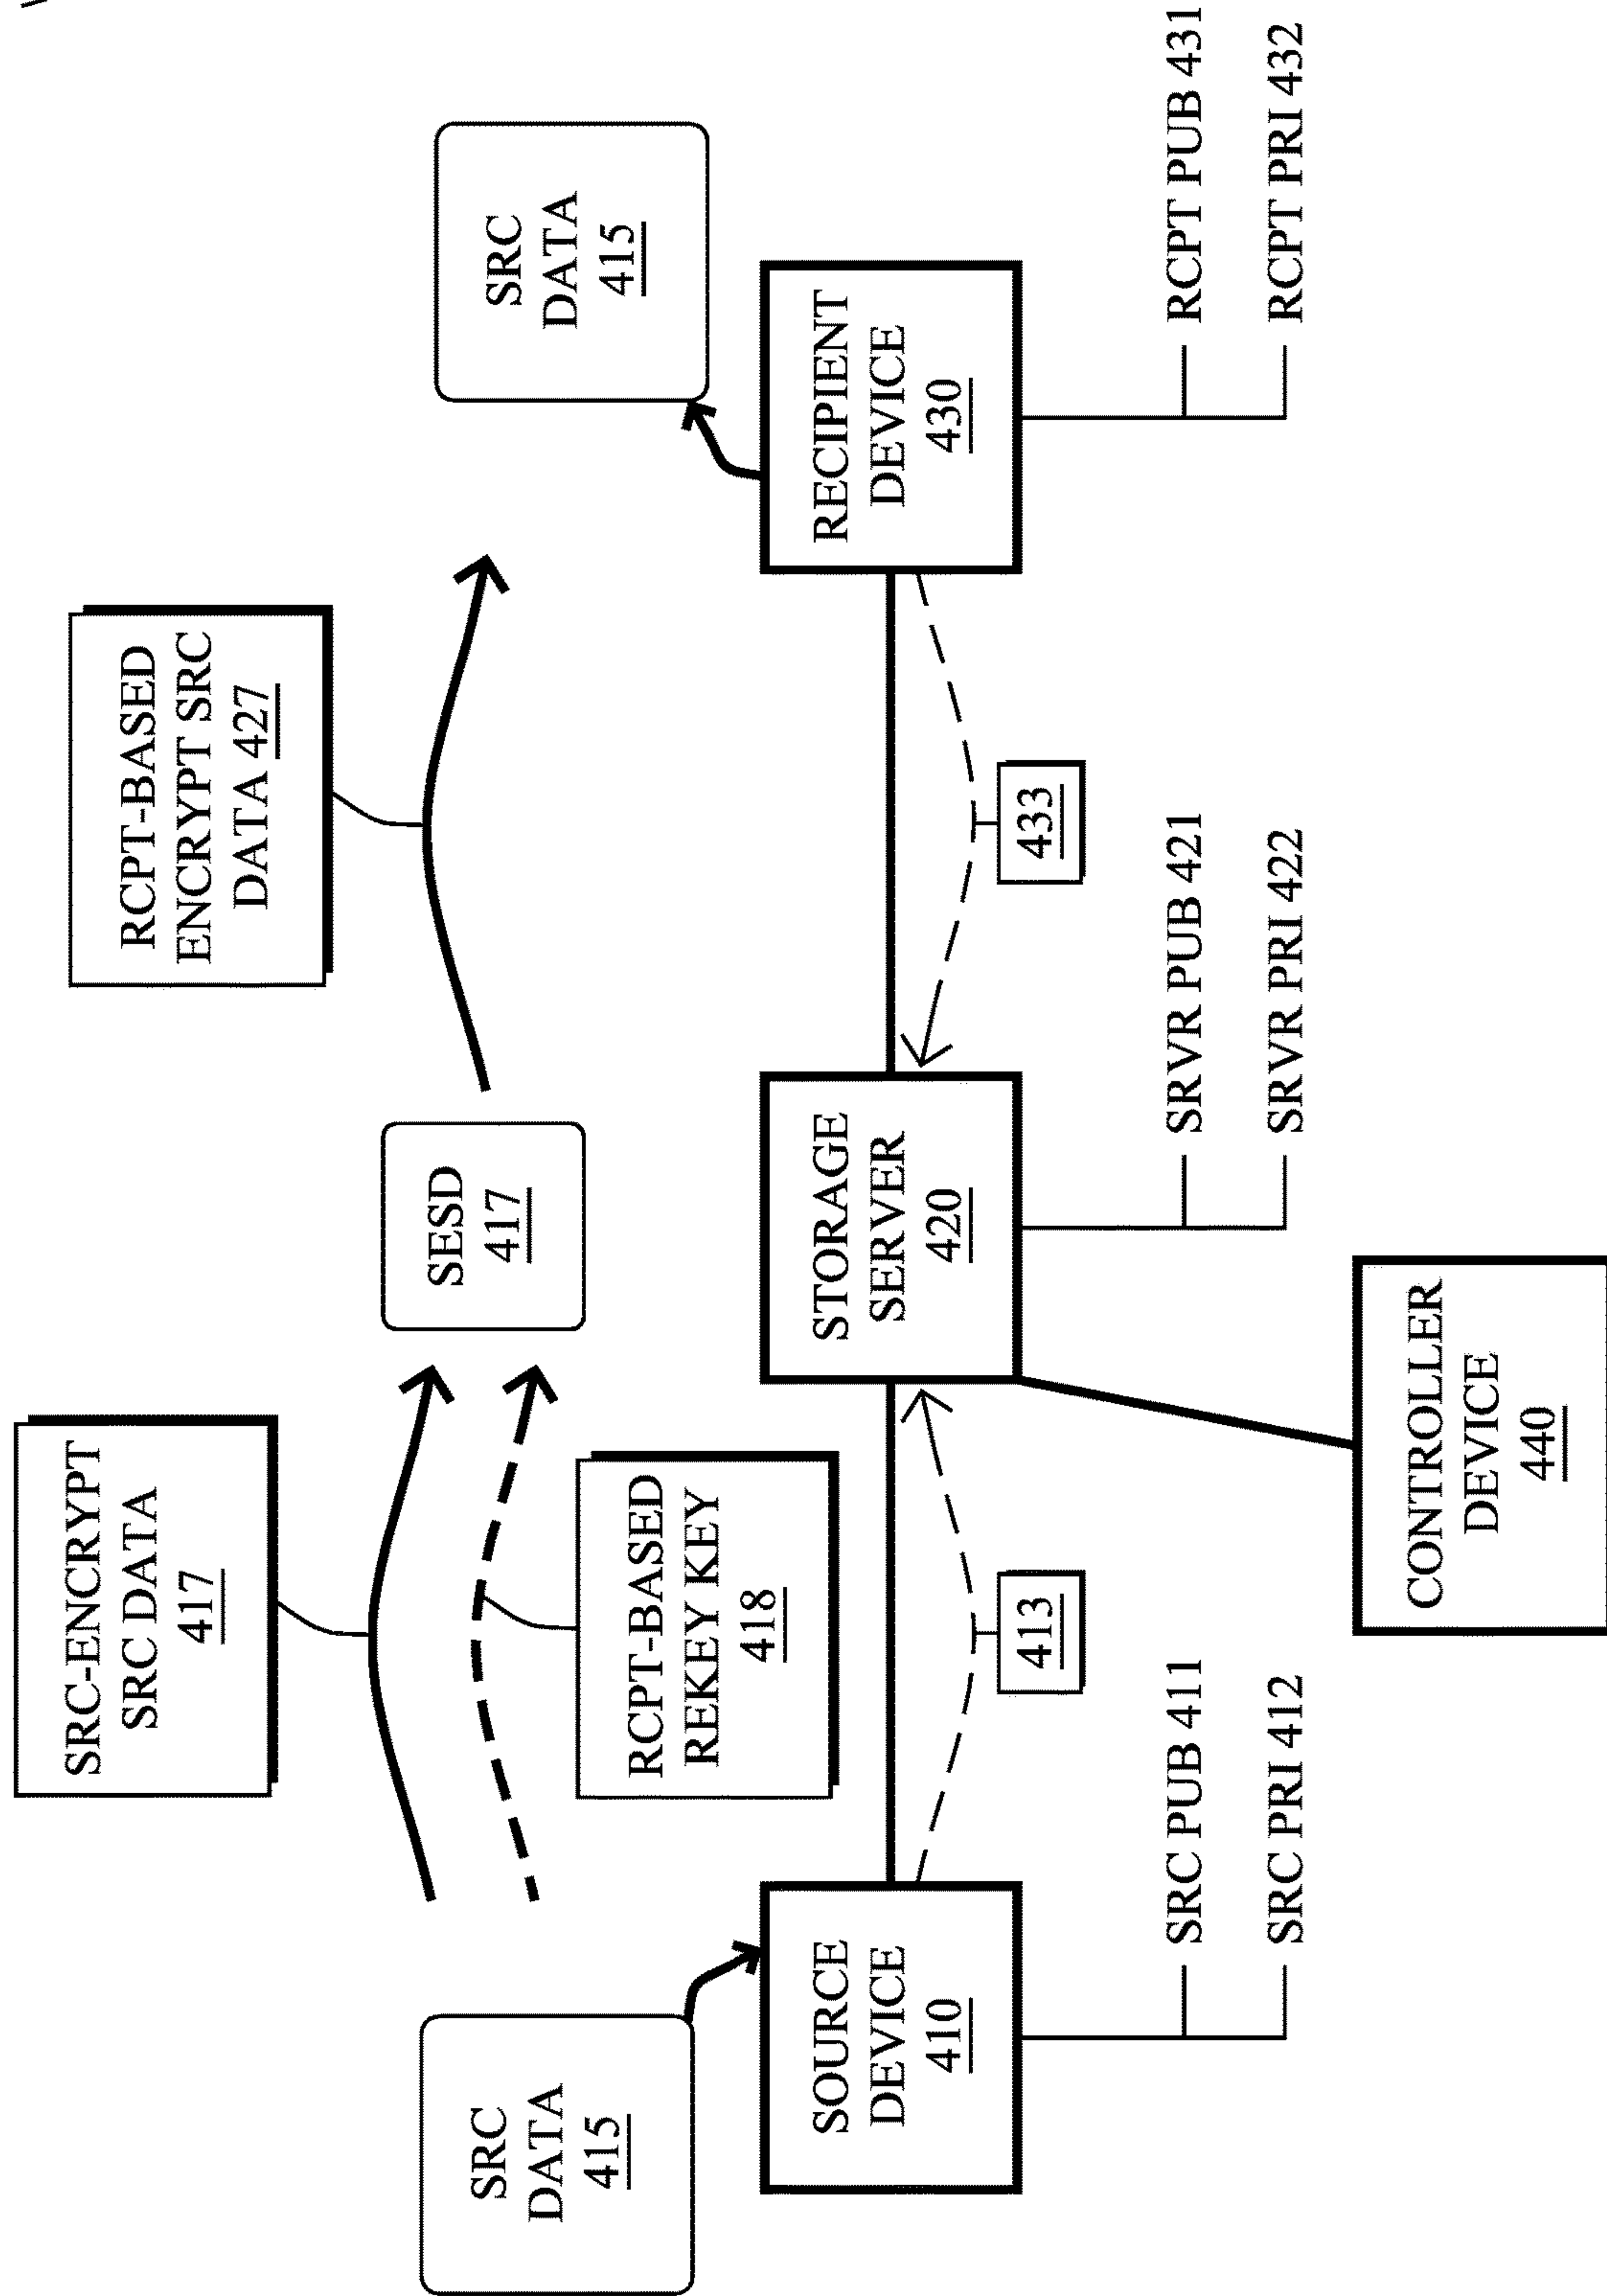 SRC-ENCRYPT
SRC DATA
417
RCPT-BASED
ENCRYPT SRC
DATA 427
SRC
DATA
415
SESD
417
SRC
DATA
415
RCPT-BASED
REKEY KEY
418
SOURCE
DEVICE
410
STORAGE
SERVER
420
RECIPIENT
DEVICE
430
413
433
SRC PUB 411
SRC PRI 412
SRVR PUB 421
SRVR PRI 422
RCPT PUB 431
RCPT PRI 432
CONTROLLER
DEVICE
440